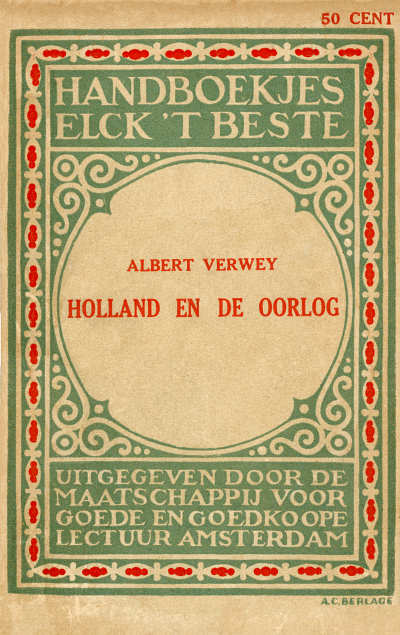 50 CENT
HANDBOEKJES
ELCK 'T BESTE
ALBERT VERWEY
HOLLAND EN DE OORLOG
UITGEGEVEN DOOR DE
MAATSCHAPPIJ VOOR
GOEDE EN GOEDKOOPE
LECTUUR AMSTERDAM
A.C. BERLAGE